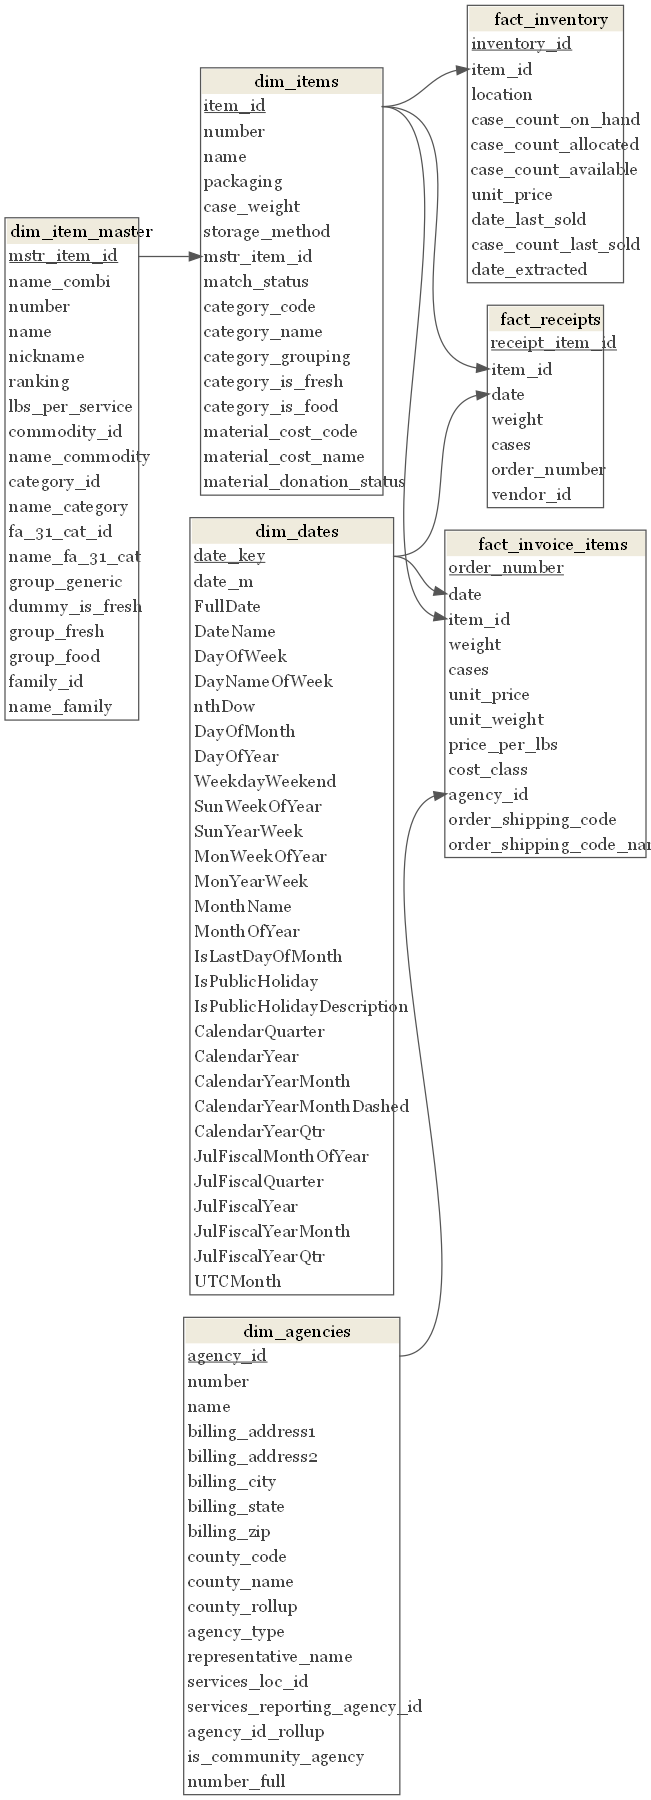 dim_item_master
mstr_item_id
name_combi
number
name
nickname
ranking
lbs_per_service
commodity_id
name_commodity
category_id
name_category
fa_31_cat_id
name_fa_31_cat
group_generic
dummy_is_fresh
group_fresh
group_food
family_id
name_family
dim_items
item_id
number
name
packaging
case_weight
storage_method
mstr_item_id
match_status
category_code
category_name
category_grouping
category_is_fresh
category_is_food
material_cost_code
material_cost_name
material_donation_status
dim_dates
date_key
date_m
FullDate
DateName
DayOfWeek
DayNameOfWeek
nthDow
DayOfMonth
DayOfYear
WeekdayWeekend
SunWeekOfYear
SunYearWeek
MonWeekOfYear
MonYearWeek
MonthName
MonthOfYear
IsLastDayOfMonth
IsPublicHoliday
IsPublicHolidayDescription
CalendarQuarter
CalendarYear
CalendarYearMonth
CalendarYearMonthDashed
CalendarYearQtr
JulFiscalMonthOfYear
JulFiscalQuarter
JulFiscalYear
JulFiscalYearMonth
JulFiscalYearQtr
UTCMonth
dim_agencies
agency_id
number
name
billing_address1
billing_address2
billing_city
billing_state
billing_zip
county_code
county_name
county_rollup
agency_type
representative_name
services_loc_id
services_reporting_agency_id
agency_id_rollup
is_community_agency
number_full
fact_inventory
inventory_id
item_id
location
case_count_on_hand
case_count_allocated
case_count_available
unit_price
date_last_sold
case_count_last_sold
date_extracted
fact_receipts
receipt_item_id
item_id
date
weight
cases
order_number
vendor_id
fact_invoice_items
order_number
date
item_id
weight
cases
unit_price
unit_weight
price_per_lbs
cost_class
agency_id
order_shipping_code
order_shipping_code_nar